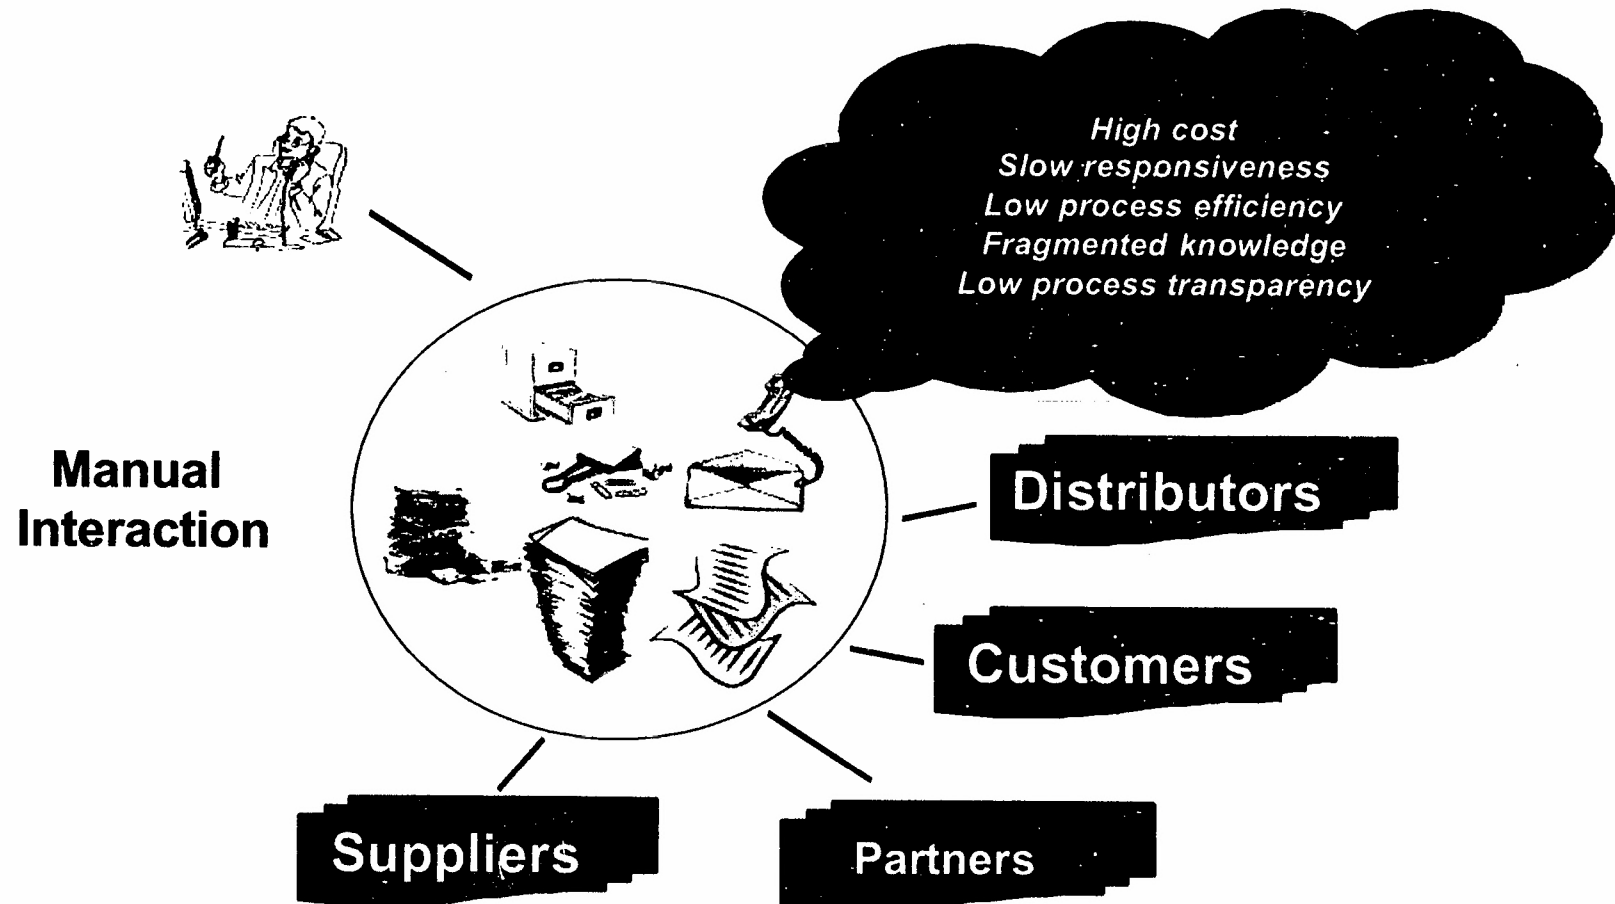 High cost
Slow responsiveness
Low process efficiency
Fragmented knowledge
Low process transparency
Manual
Interaction
Distributors
Customers
Suppliers
Partners